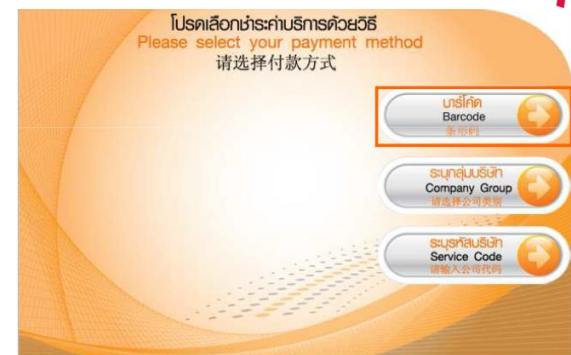 โปรดเลือกชำระค่าบริการด้วยวิธี
Please select your payment method
请选择付款方式
บาร์โค้ด
Barcode
条形码
ระบุกลุ่มบริษัท
Company Group
请选择公司类别
ระบุรหัสบริษัท
Service Code
请输入公司代码